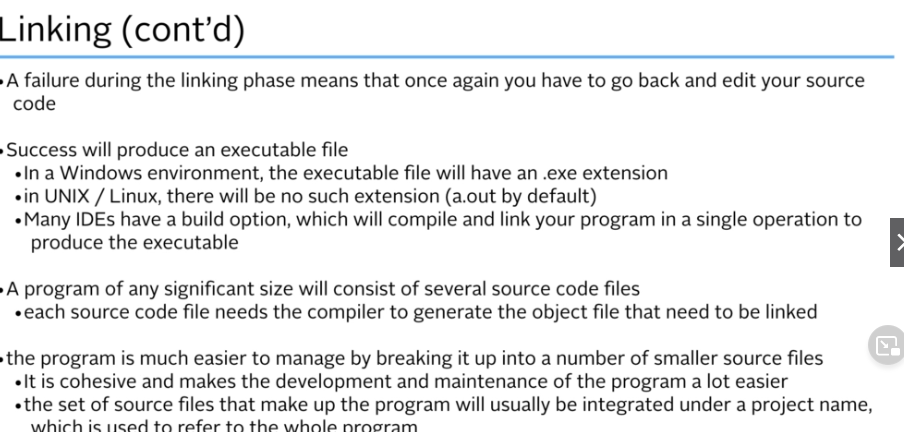 Linking (cont’d)
•A failure during the linking phase means that once again you have to go back and edit your source
code
•Success will produce an executable file
•In a Windows environment, the executable file will have an .exe extension
•in UNIX / Linux, there will be no such extension (a.out by default)
•Many IDEs have a build option, which will compile and link your program in a single operation to
produce the executable
•A program of any significant size will consist of several source code files
•each source code file needs the compiler to generate the object file that need to be linked
•the program is much easier to manage by breaking it up into a number of smaller source files
•It is cohesive and makes the development and maintenance of the program a lot easier
•the set of source files that make up the program will usually be integrated under a project name,
which is used to refer to the whole program